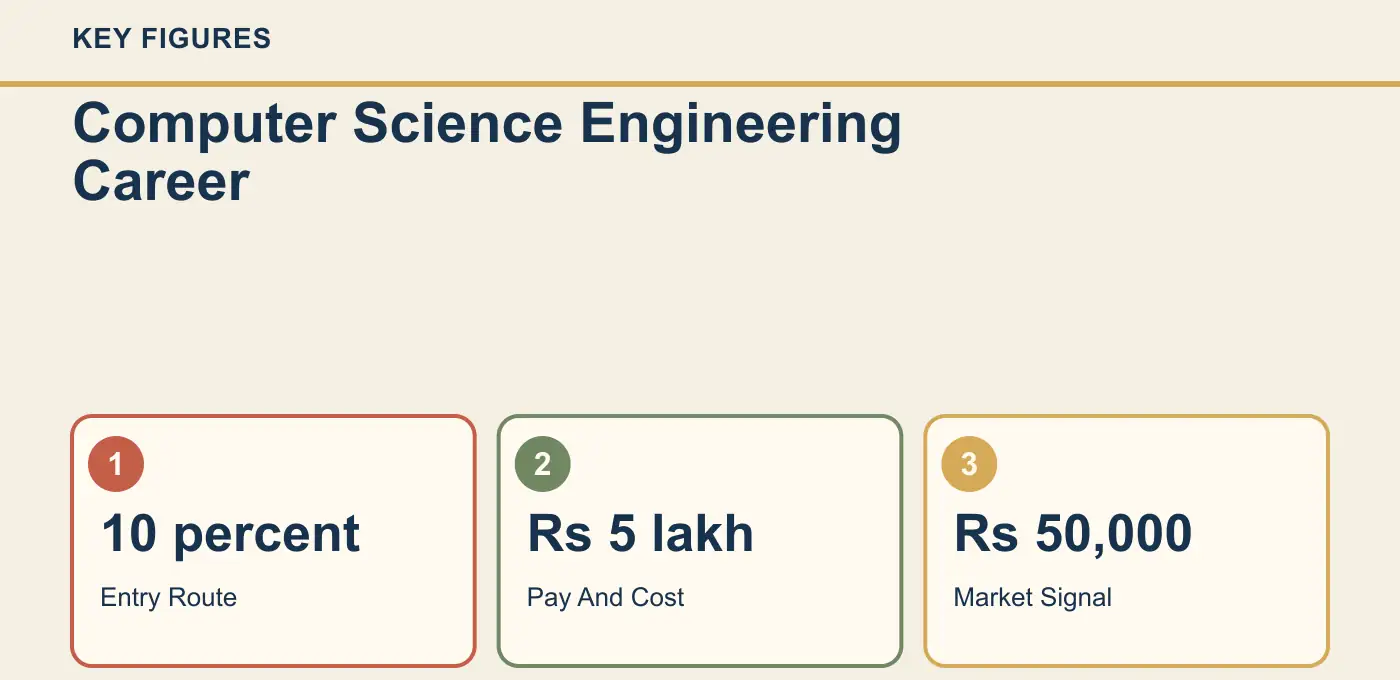 KEY FIGURES
Computer Science Engineering
Career
1
10 percent
Entry Route
2
Rs 5 lakh
Pay And Cost
3
Rs 50,000
Market Signal